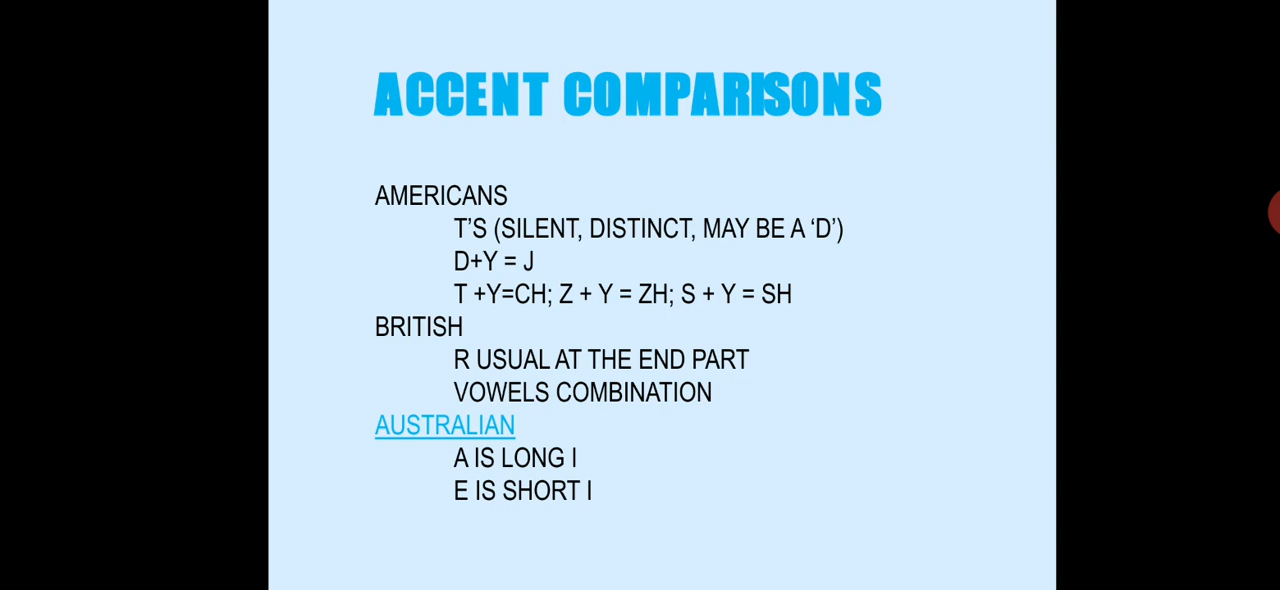 ACCENT COMPARISONS
AMERICANS
T’S (SILENT, DISTINCT, MAY BE A ‘D’)
D+Y = J
T +Y=CH; Z + Y = ZH; S + Y = SH
BRITISH
R USUAL AT THE END PART
VOWELS COMBINATION
AUSTRALIAN
A IS LONG I
E IS SHORT I